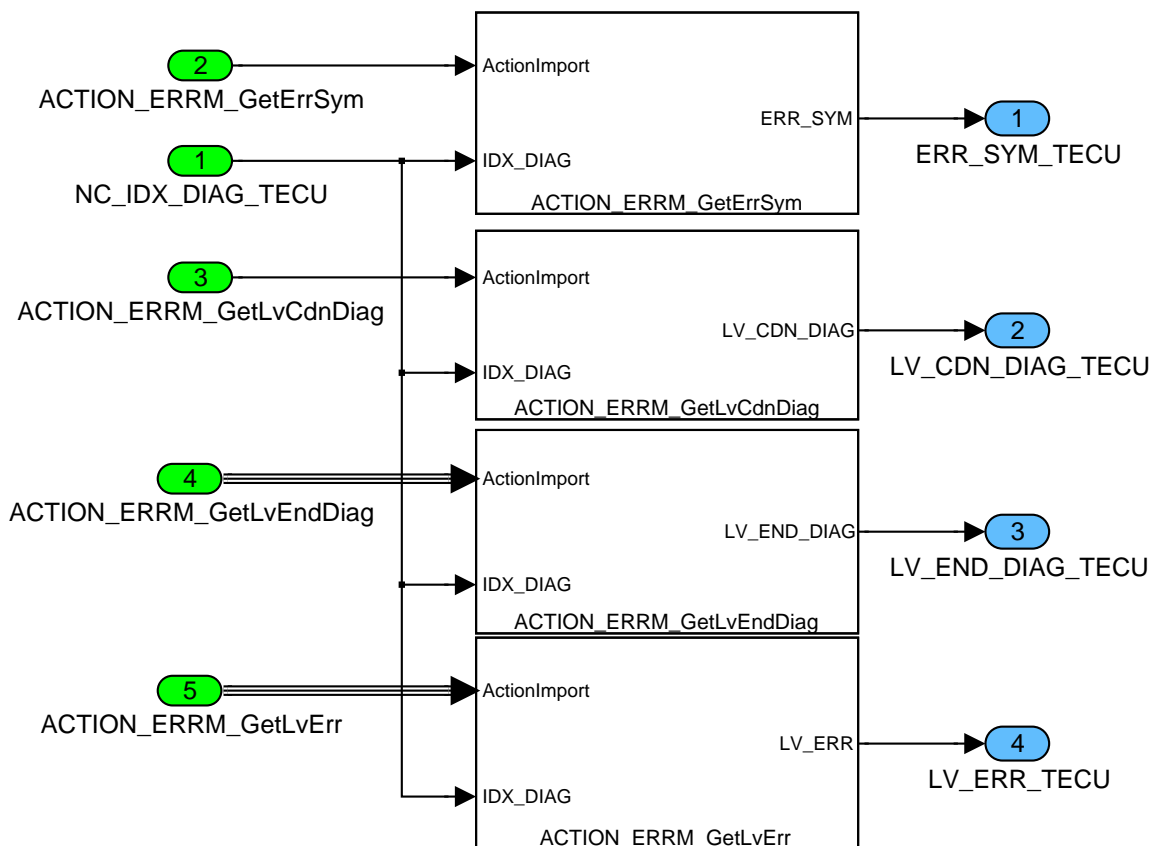 2
ActionImport
ACTION_ERRM_GetErrSym
ERR_SYM
1
ERR_SYM_TECU
1
IDX_DIAG
NC_IDX_DIAG_TECU
ACTION_ERRM_GetErrSym
3
ActionImport
ACTION_ERRM_GetLvCdnDiag
LV_CDN_DIAG
2
LV_CDN_DIAG_TECU
IDX_DIAG
ACTION_ERRM_GetLvCdnDiag
4
ActionImport
ACTION_ERRM_GetLvEndDiag
LV_END_DIAG
3
LV_END_DIAG_TECU
IDX_DIAG
ACTION_ERRM_GetLvEndDiag
5
ActionImport
ACTION_ERRM_GetLvErr
LV_ERR
4
LV_ERR_TECU
IDX_DIAG
ACTION_ERRM_GetLvErr